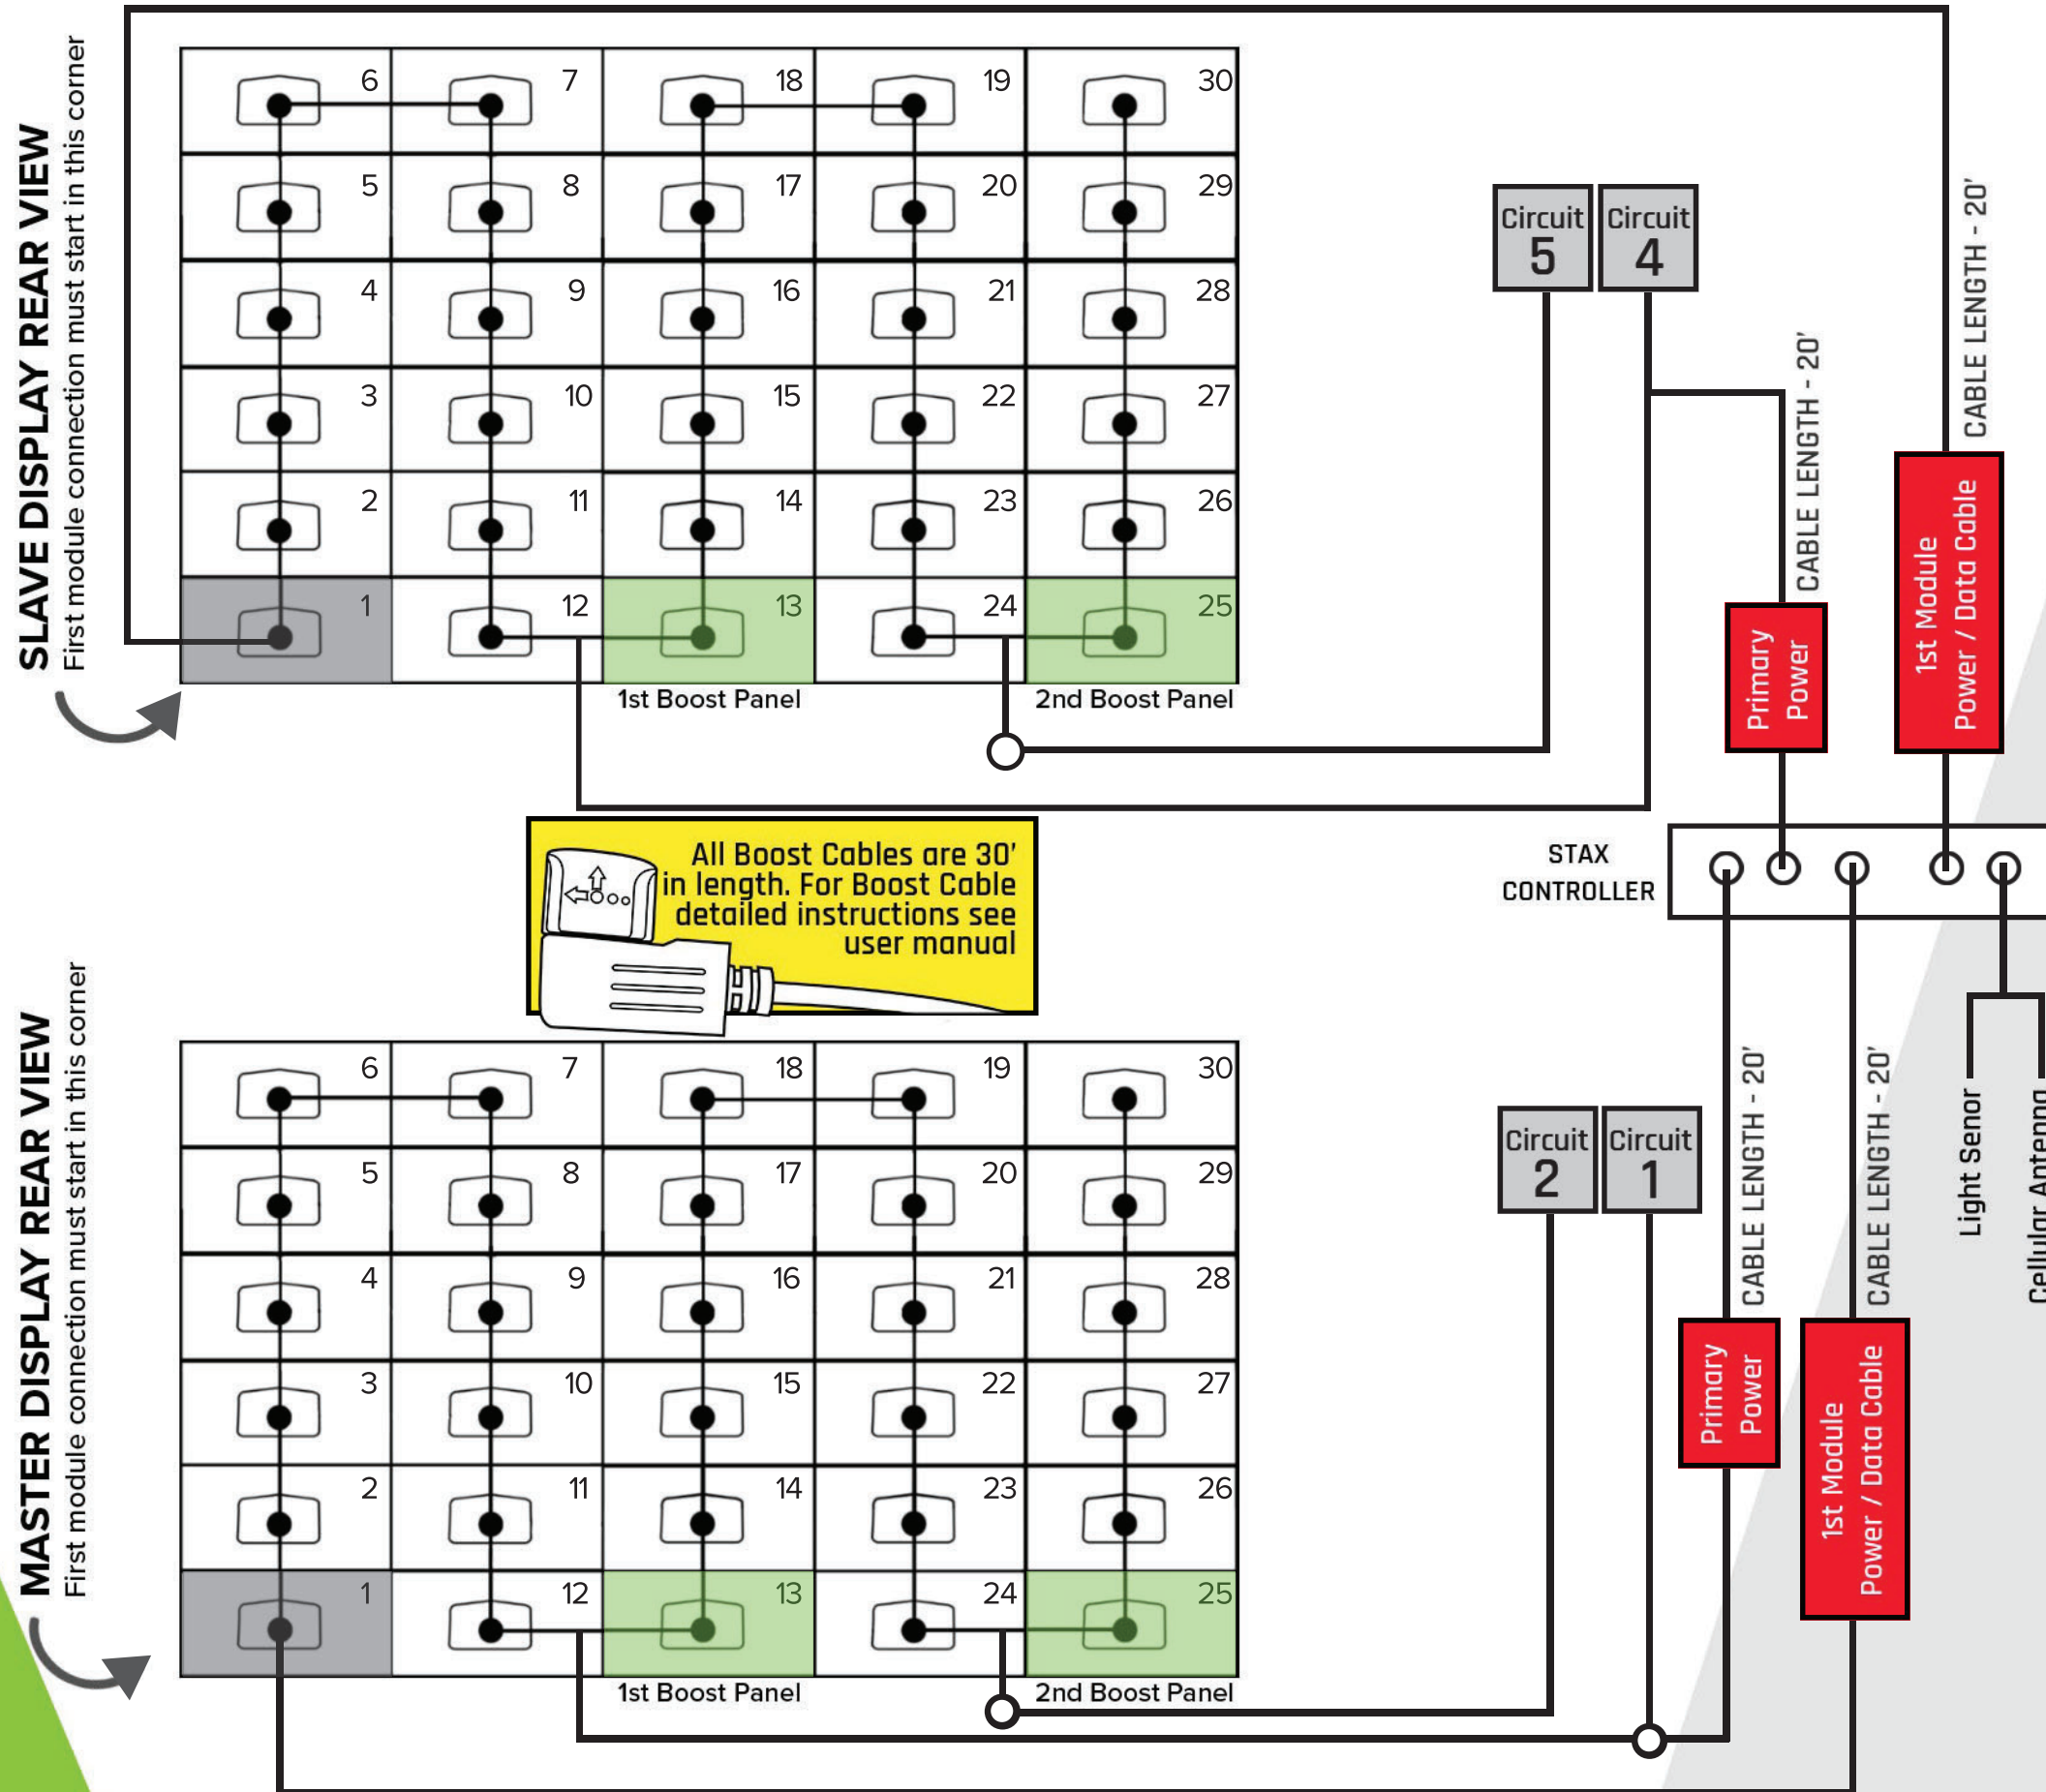 SLAVE DISPLAY REAR VIEW
First module connection must start in this corner
6 7 18 19 30
5 8 17 20 29
4 9 16 21 28
3 10 15 22 27
2 11 14 23 26
1 12 13 24 25
1st Boost Panel
2nd Boost Panel
Circuit
5
Circuit
4
CABLE LENGTH - 20'
Primary
Power
CABLE LENGTH - 20'
1st Module
Power / Data Cable
All Boost Cables are 30'
in length. For Boost Cable
detailed instructions see
user manual
STAX
CONTROLLER
MASTER DISPLAY REAR VIEW
First module connection must start in this corner
6 7 18 19 30
5 8 17 20 29
4 9 16 21 28
3 10 15 22 27
2 11 14 23 26
1 12 13 24 25
1st Boost Panel
2nd Boost Panel
Circuit
2
Circuit
1
CABLE LENGTH - 20'
Primary
Power
CABLE LENGTH - 20'
1st Module
Power / Data Cable
Light Senor
Cellular Antenna